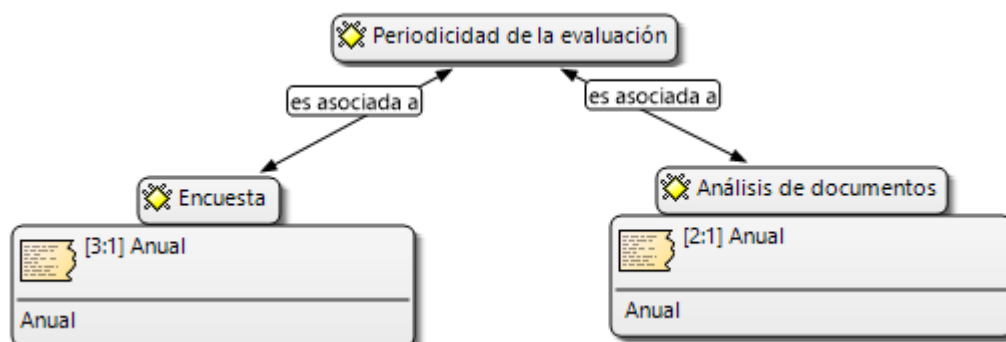 Periodicidad de la evaluación
es asociada a
es asociada a
Encuesta
[3:1] Anual
Anual
Análisis de documentos
[2:1] Anual
Anual